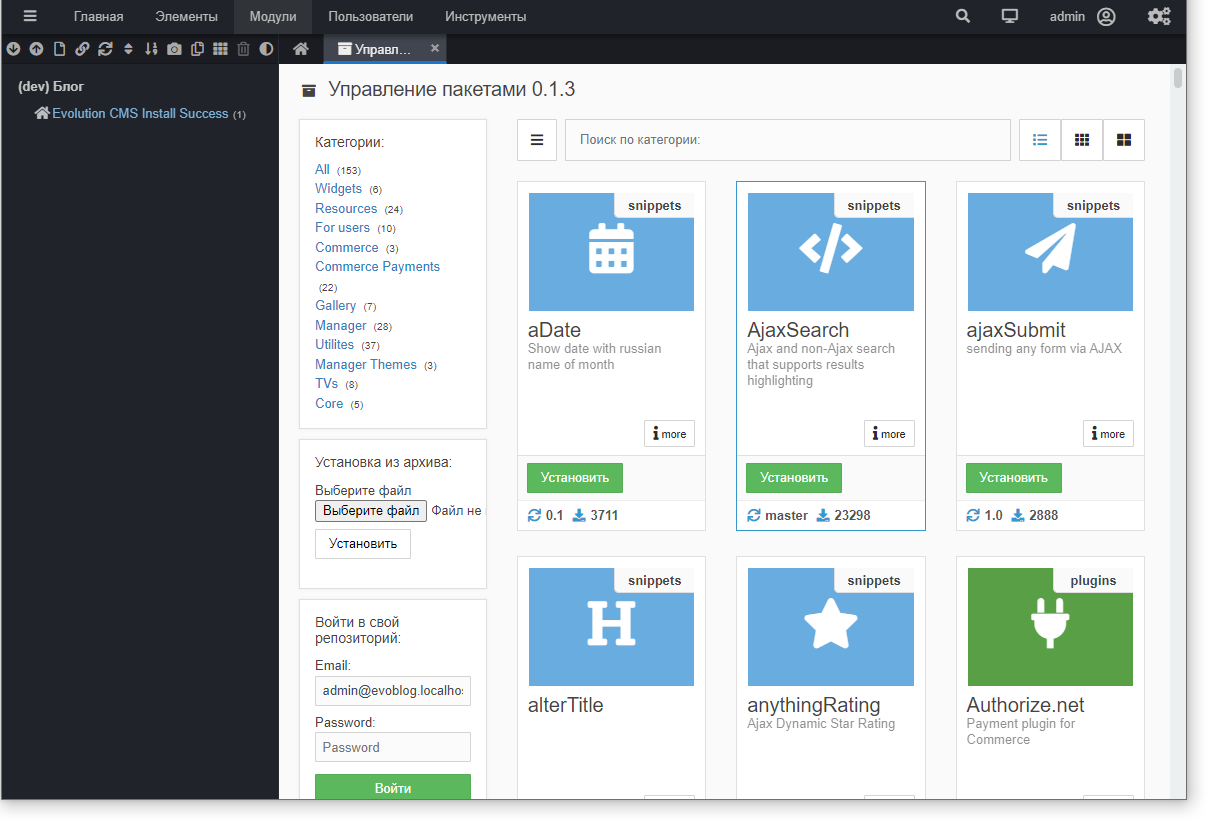 Главная Элементы Модули Пользователи Инструменты admin
Управл... ×
(dev) Блог
Evolution CMS Install Success (1)
Управление пакетами 0.1.3
Категории:
All (153)
Widgets (6)
Resources (24)
For users (10)
Commerce (3)
Commerce Payments
(22)
Gallery (7)
Manager (28)
Utilites (37)
Manager Themes (3)
TVs (8)
Core (5)
Установка из архива:
Выберите файл
Выберите файл Файл не
Установить
Войти в свой
репозиторий:
Email:
admin@evoblog.localhos
Password:
Password
Войти
Поиск по категории:
snippets
aDate
Show date with russian
name of month
more
Установить
0.1 3711
snippets
AjaxSearch
Ajax and non-Ajax search
that supports results
highlighting
more
Установить
master 23298
snippets
ajaxSubmit
sending any form via AJAX
more
Установить
1.0 2888
snippets
alterTitle
snippets
anythingRating
Ajax Dynamic Star Rating
plugins
Authorize.net
Payment plugin for
Commerce